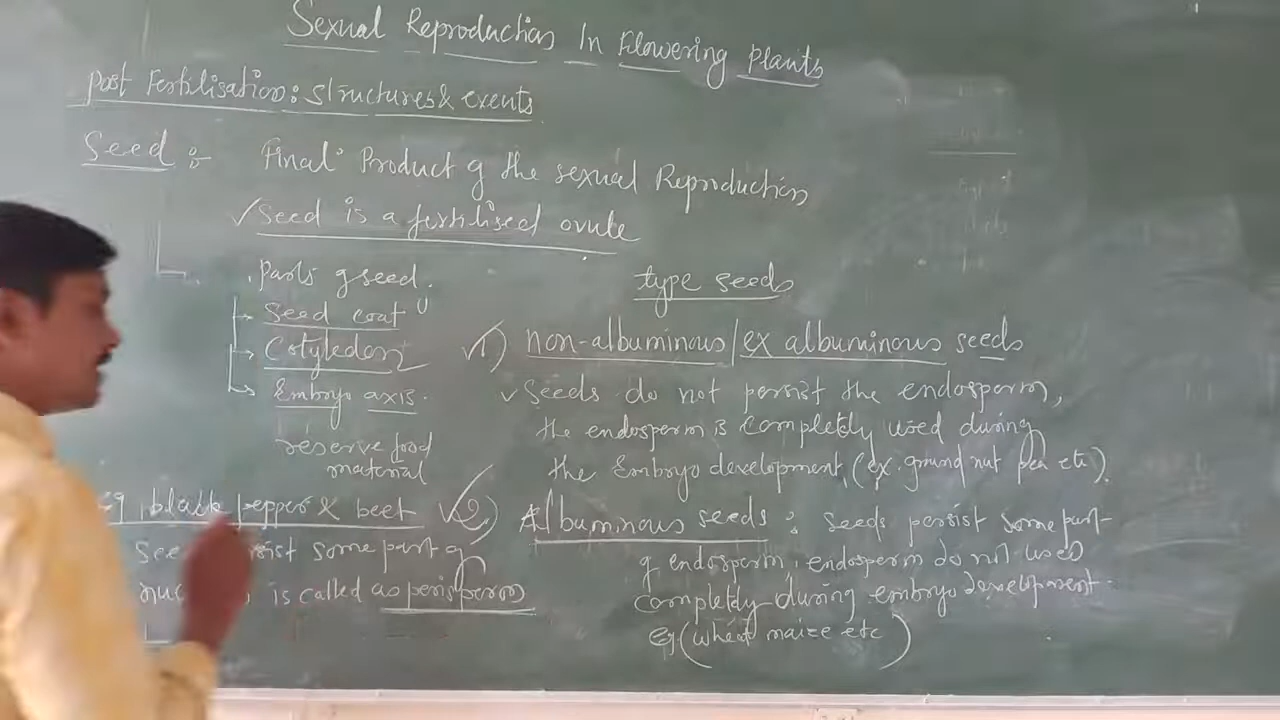 Sexual Reproduction In Flowering Plants
Post Fertilisation: Structures & events
Seed :- Final Product of the sexual Reproduction
✓ Seed is a fertilised ovule
. Parts of seed.
→ Seed coat
→ Cotyledon
→ Embryo axis.
reserve food
material
eg black pepper & beet
sist some part of
is called as perisperm
type seeds
✓ 1) non-albuminous / ex albuminous seeds
✓ Seeds do not persist the endosperm,
the endosperm is completely used during
the Embryo development, (ex. ground nut pea etc).
✓ 2) Albuminous seeds : seeds persist some part
of endosperm, endosperm do not used
completely during embryo development
Eg (wheat maize etc)